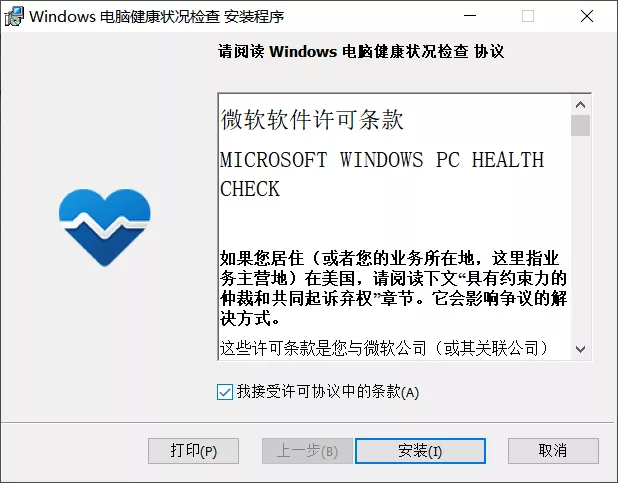 Windows 电脑健康状况检查 安装程序
请阅读 Windows 电脑健康状况检查 协议
微软软件许可条款
MICROSOFT WINDOWS PC HEALTH
CHECK
如果您居住（或者您的业务所在地，这里指业
务主营地）在美国，请阅读下文“具有约束力的
仲裁和共同起诉弃权”章节。它会影响争议的解
决方式。
这些许可条款是您与微软公司（或其关联公司）
我接受许可协议中的条款(A)
打印(P)
上一步(B)
安装(I)
取消